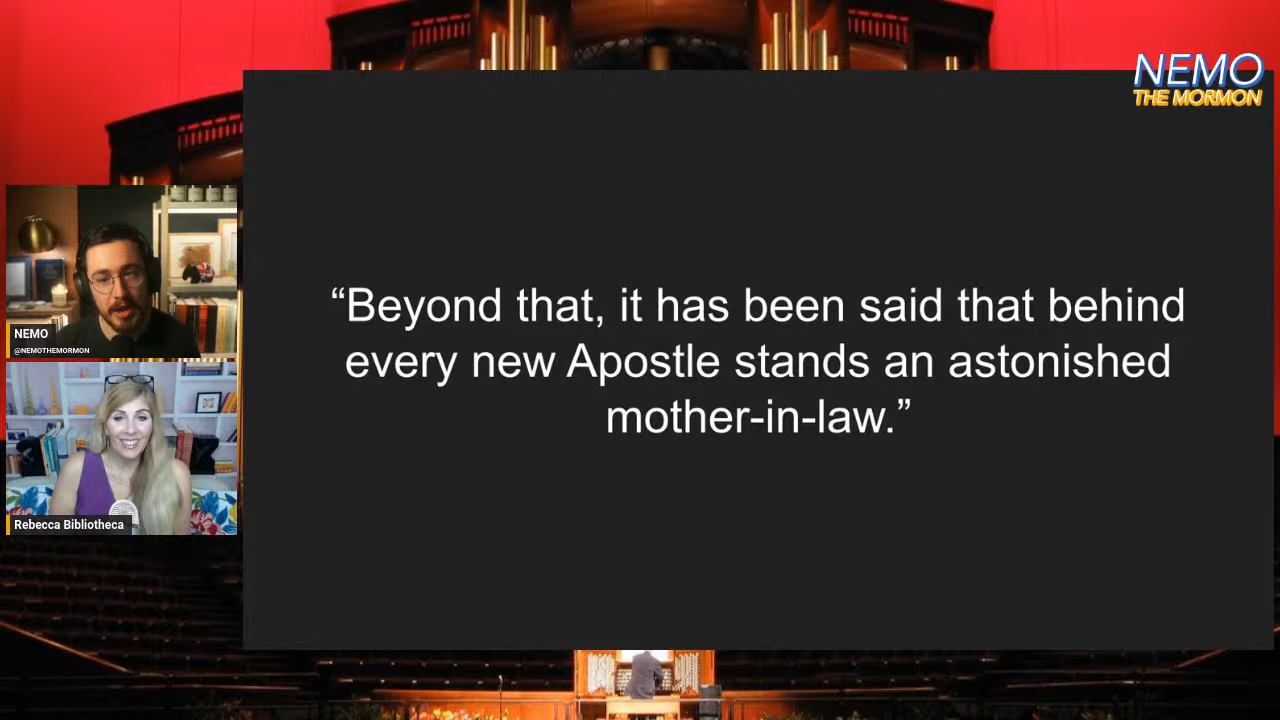 NEMO
THE MORMON
“Beyond that, it has been said that behind
every new Apostle stands an astonished
mother-in-law.”
NEMO
@NEMOTHEMORMON
Rebecca Bibliotheca